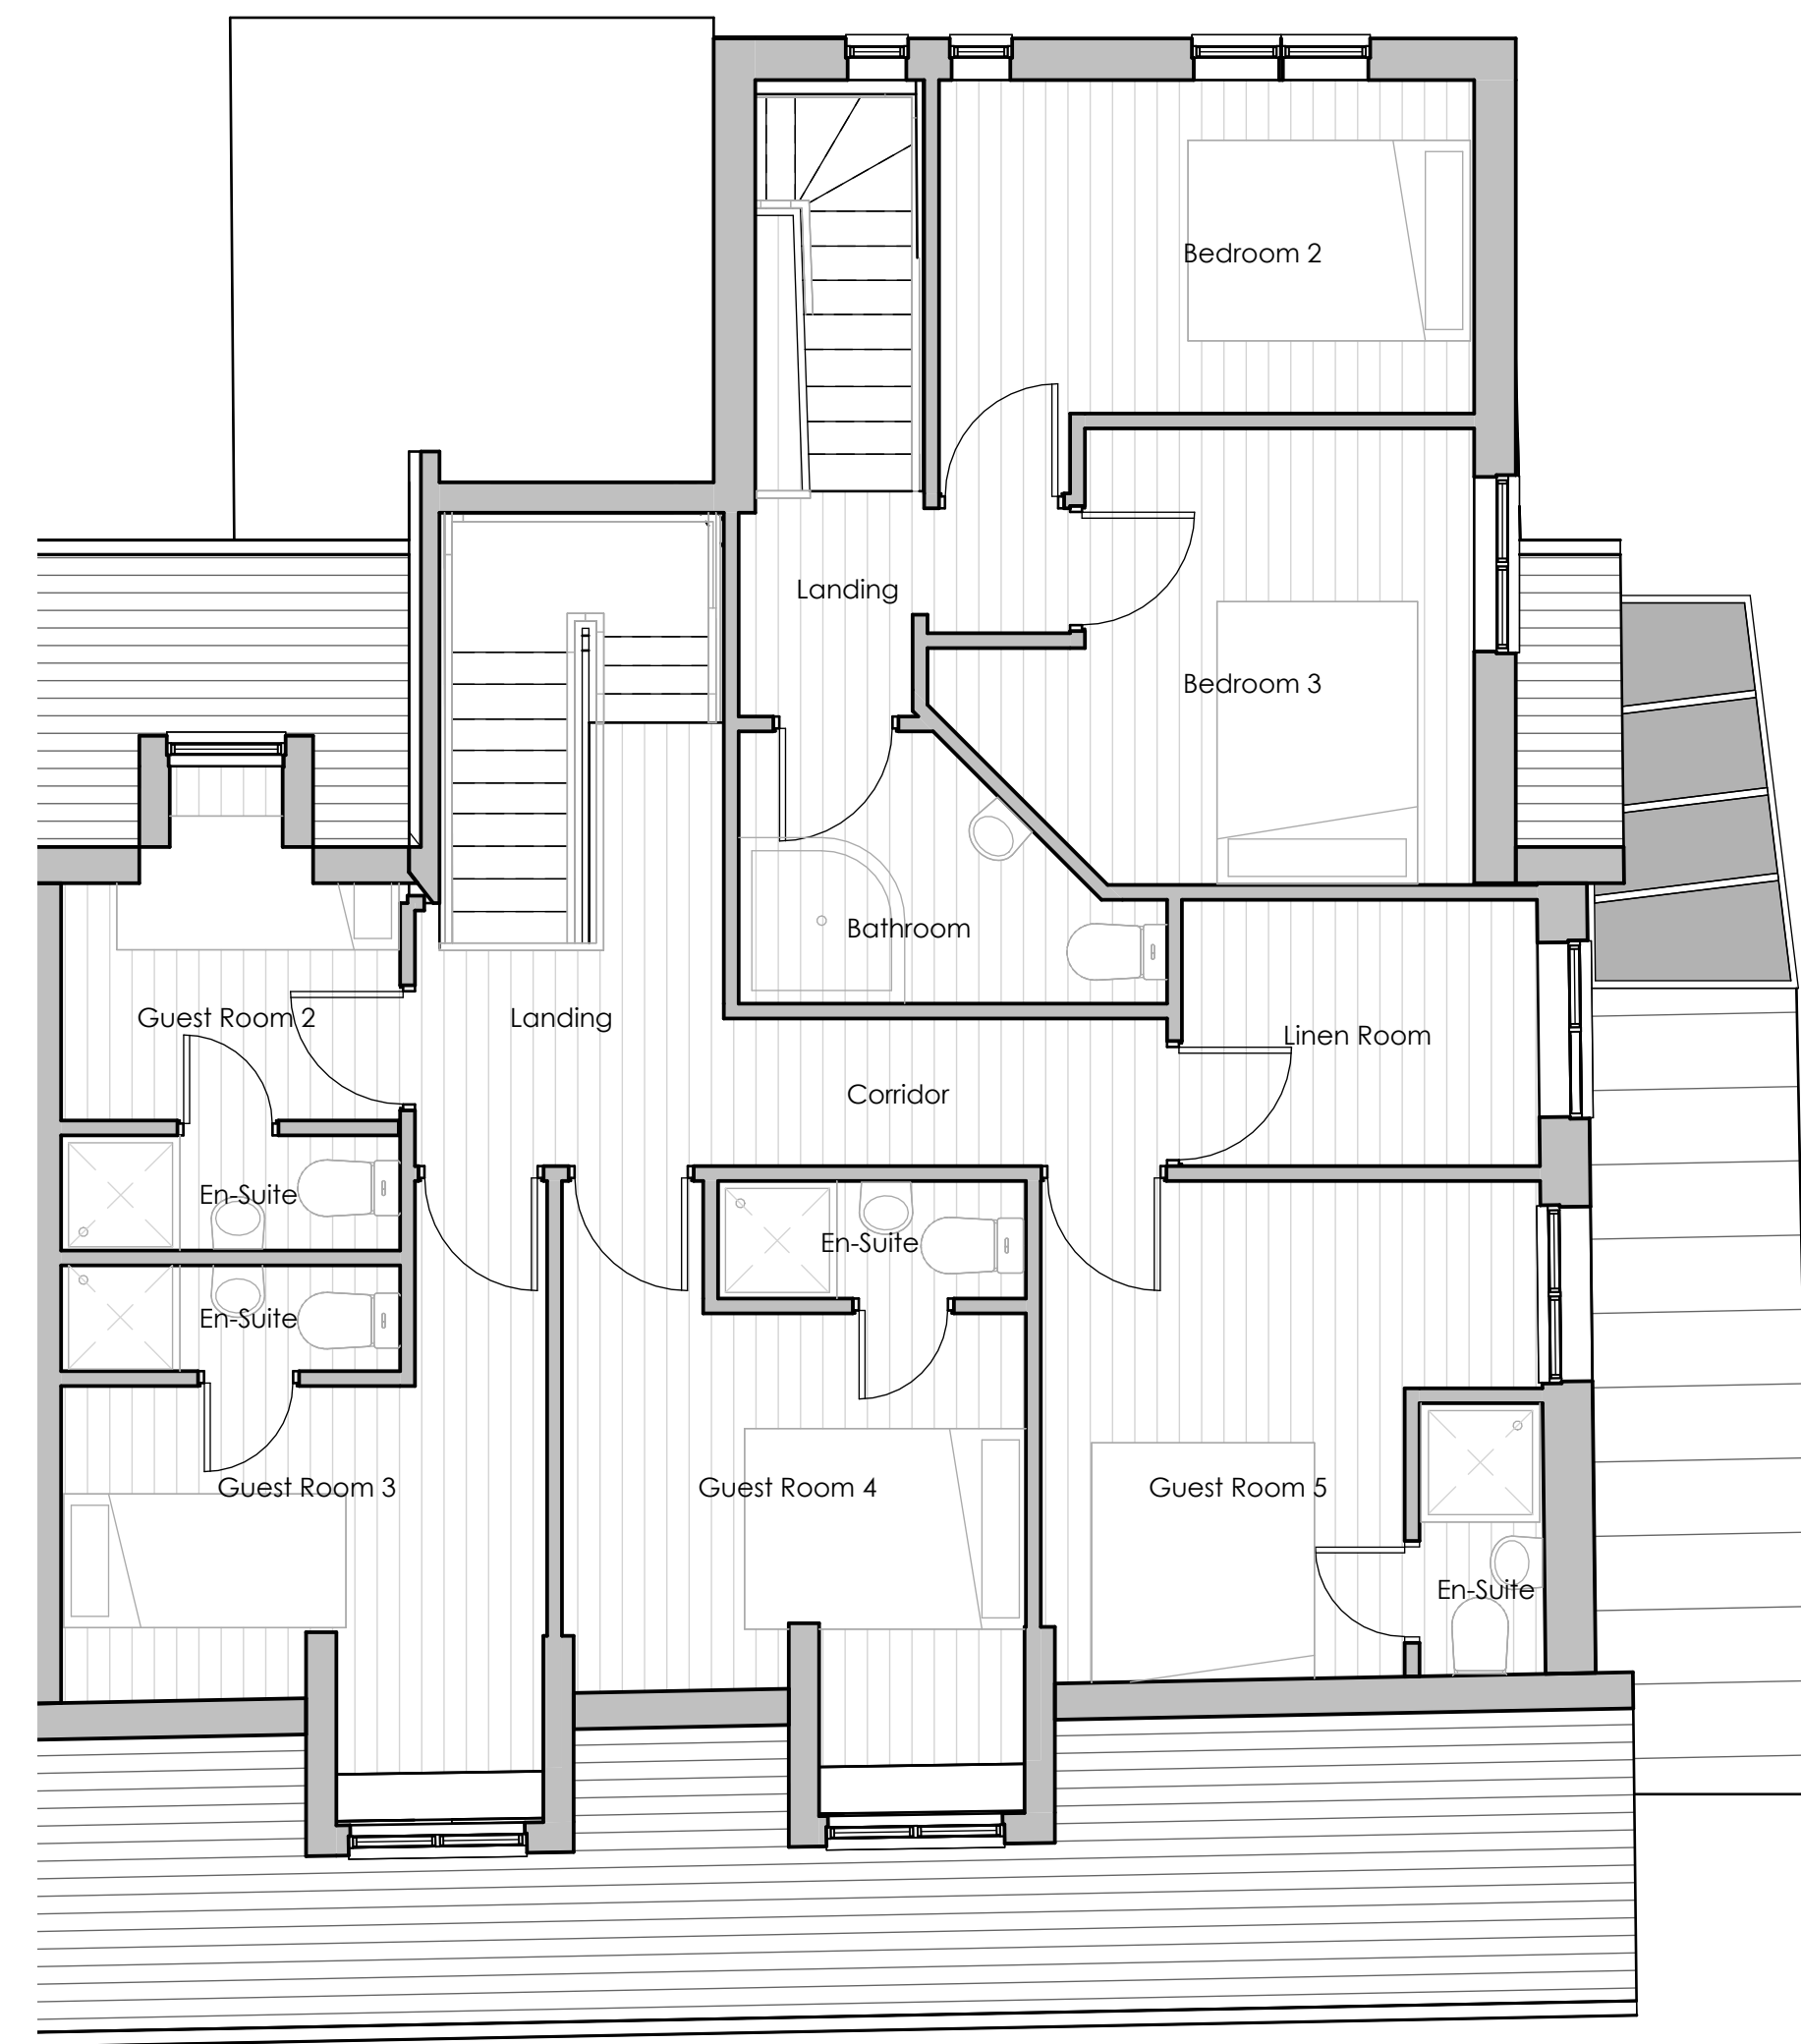 Bedroom 2
Landing
Bedroom 3
Bathroom
Guest Room 2
Landing
Linen Room
Corridor
En-Suite
En-Suite
En-Suite
Guest Room 3
Guest Room 4
Guest Room 5
En-Suite